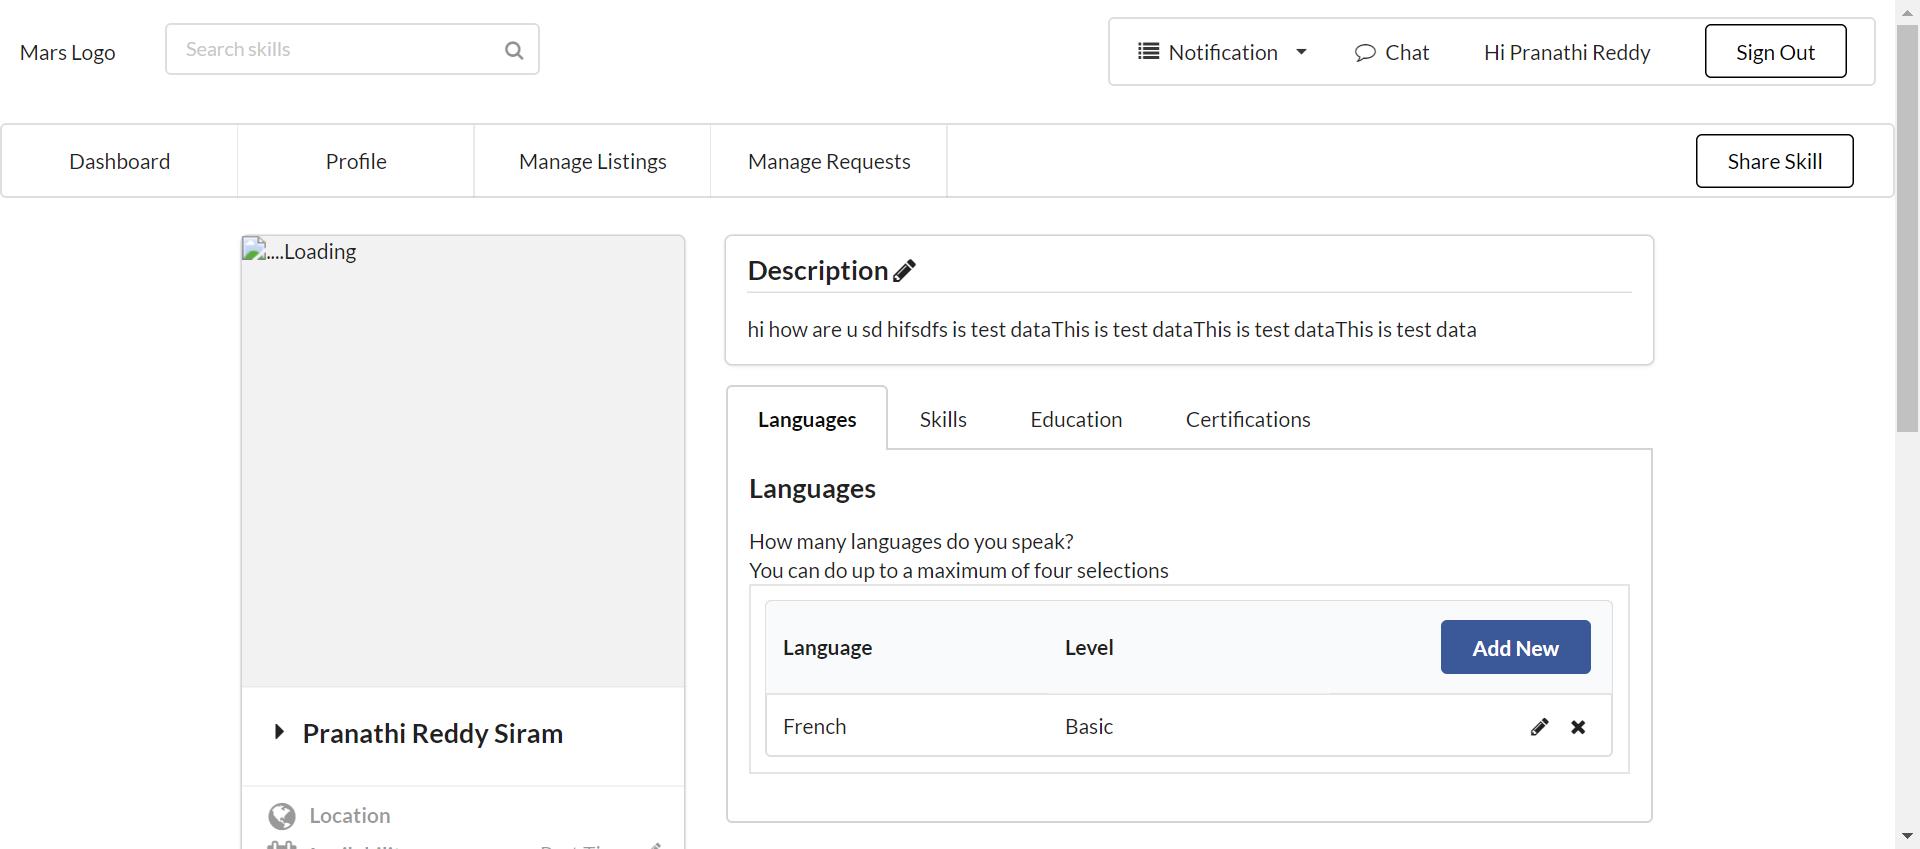 Mars Logo
Search skills
Notification
Chat
Hi Pranathi Reddy
Sign Out
Dashboard
Profile
Manage Listings
Manage Requests
Share Skill
....Loading
Pranathi Reddy Siram
Location
Description
hi how are u sd hifsdfs is test dataThis is test dataThis is test dataThis is test data
Languages
Skills
Education
Certifications
Languages
How many languages do you speak?
You can do up to a maximum of four selections
Language
Level
Add New
French
Basic